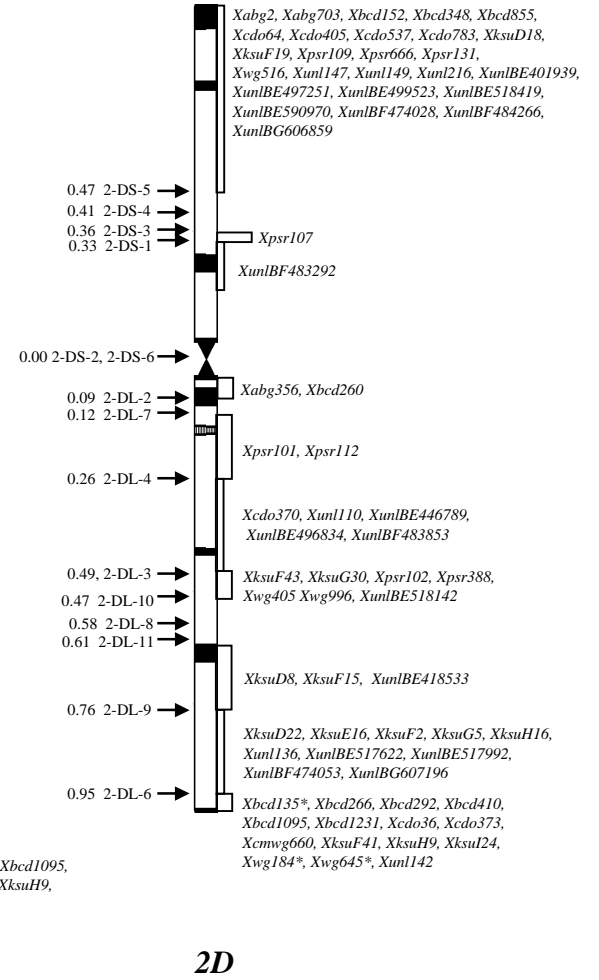 Xabg2, Xabg703, Xbcd152, Xbcd348, Xbcd855,
Xcdo64, Xcdo405, Xcdo537, Xcdo783, XksuD18,
XksuF19, Xpsr109, Xpsr666, Xpsr131,
Xwg516, Xunl147, Xunl149, Xunl216, XunlBE401939,
XunlBE497251, XunlBE499523, XunlBE518419,
XunlBE590970, XunlBF474028, XunlBF484266,
XunlBG606859
0.47 2-DS-5
0.41 2-DS-4
0.36 2-DS-3
0.33 2-DS-1
Xpsr107
XunlBF483292
0.00 2-DS-2, 2-DS-6
Xabg356, Xbcd260
0.09 2-DL-2
0.12 2-DL-7
Xpsr101, Xpsr112
0.26 2-DL-4
Xcdo370, Xunl110, XunlBE446789,
XunlBE496834, XunlBF483853
0.49, 2-DL-3
XksuF43, XksuG30, Xpsr102, Xpsr388,
Xwg405 Xwg996, XunlBE518142
0.47 2-DL-10
0.58 2-DL-8
0.61 2-DL-11
XksuD8, XksuF15, XunlBE418533
0.76 2-DL-9
XksuD22, XksuE16, XksuF2, XksuG5, XksuH16,
Xunl136, XunlBE517622, XunlBE517992,
XunlBF474053, XunlBG607196
0.95 2-DL-6
Xbcd135*, Xbcd266, Xbcd292, Xbcd410,
Xbcd1095, Xbcd1231, Xcdo36, Xcdo373,
Xcmwg660, XksuF41, XksuH9, XksuI24,
Xwg184*, Xwg645*, Xunl142
Xbcd1095,
XksuH9,
2D